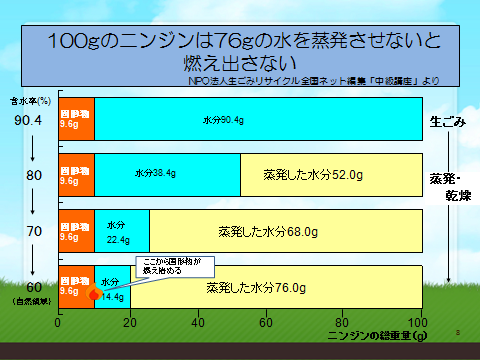 100gのニンジンは76gの水を蒸発させないと
燃え出さない
NPO法人生ごみリサイクル全国ネット編集「中級講座」より
含水率(%)
90.4
固形物
9.6g
水分90.4g
生ごみ
80
固形物
9.6g
水分38.4g
蒸発した水分52.0g
蒸発・
乾燥
70
固形物
9.6g
水分
22.4g
蒸発した水分68.0g
ここから固形物が
燃え始める
60
(自然領域)
固形物
9.6g
水分
14.4g
蒸発した水分76.0g
0 20 40 60 80 100
ニンジンの総重量(g)
8